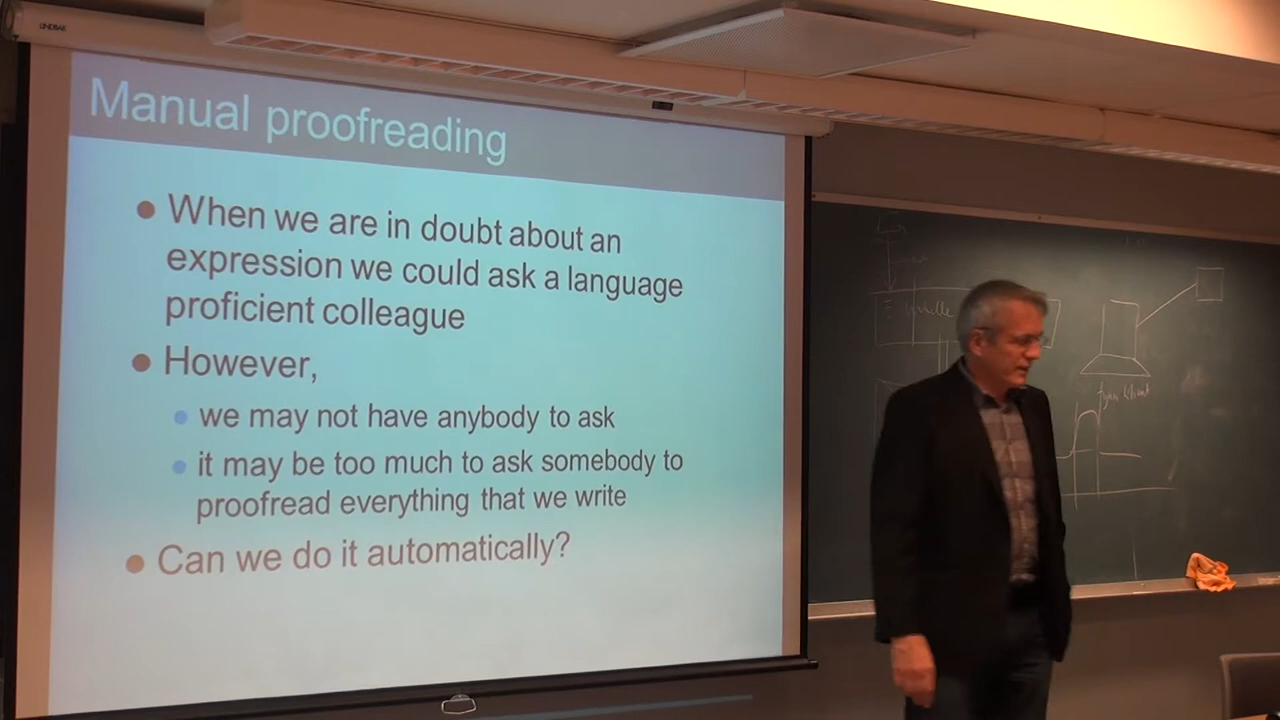 LINDBAK
Manual proofreading
When we are in doubt about an
expression we could ask a language
proficient colleague
However,
we may not have anybody to ask
it may be too much to ask somebody to
proofread everything that we write
Can we do it automatically?